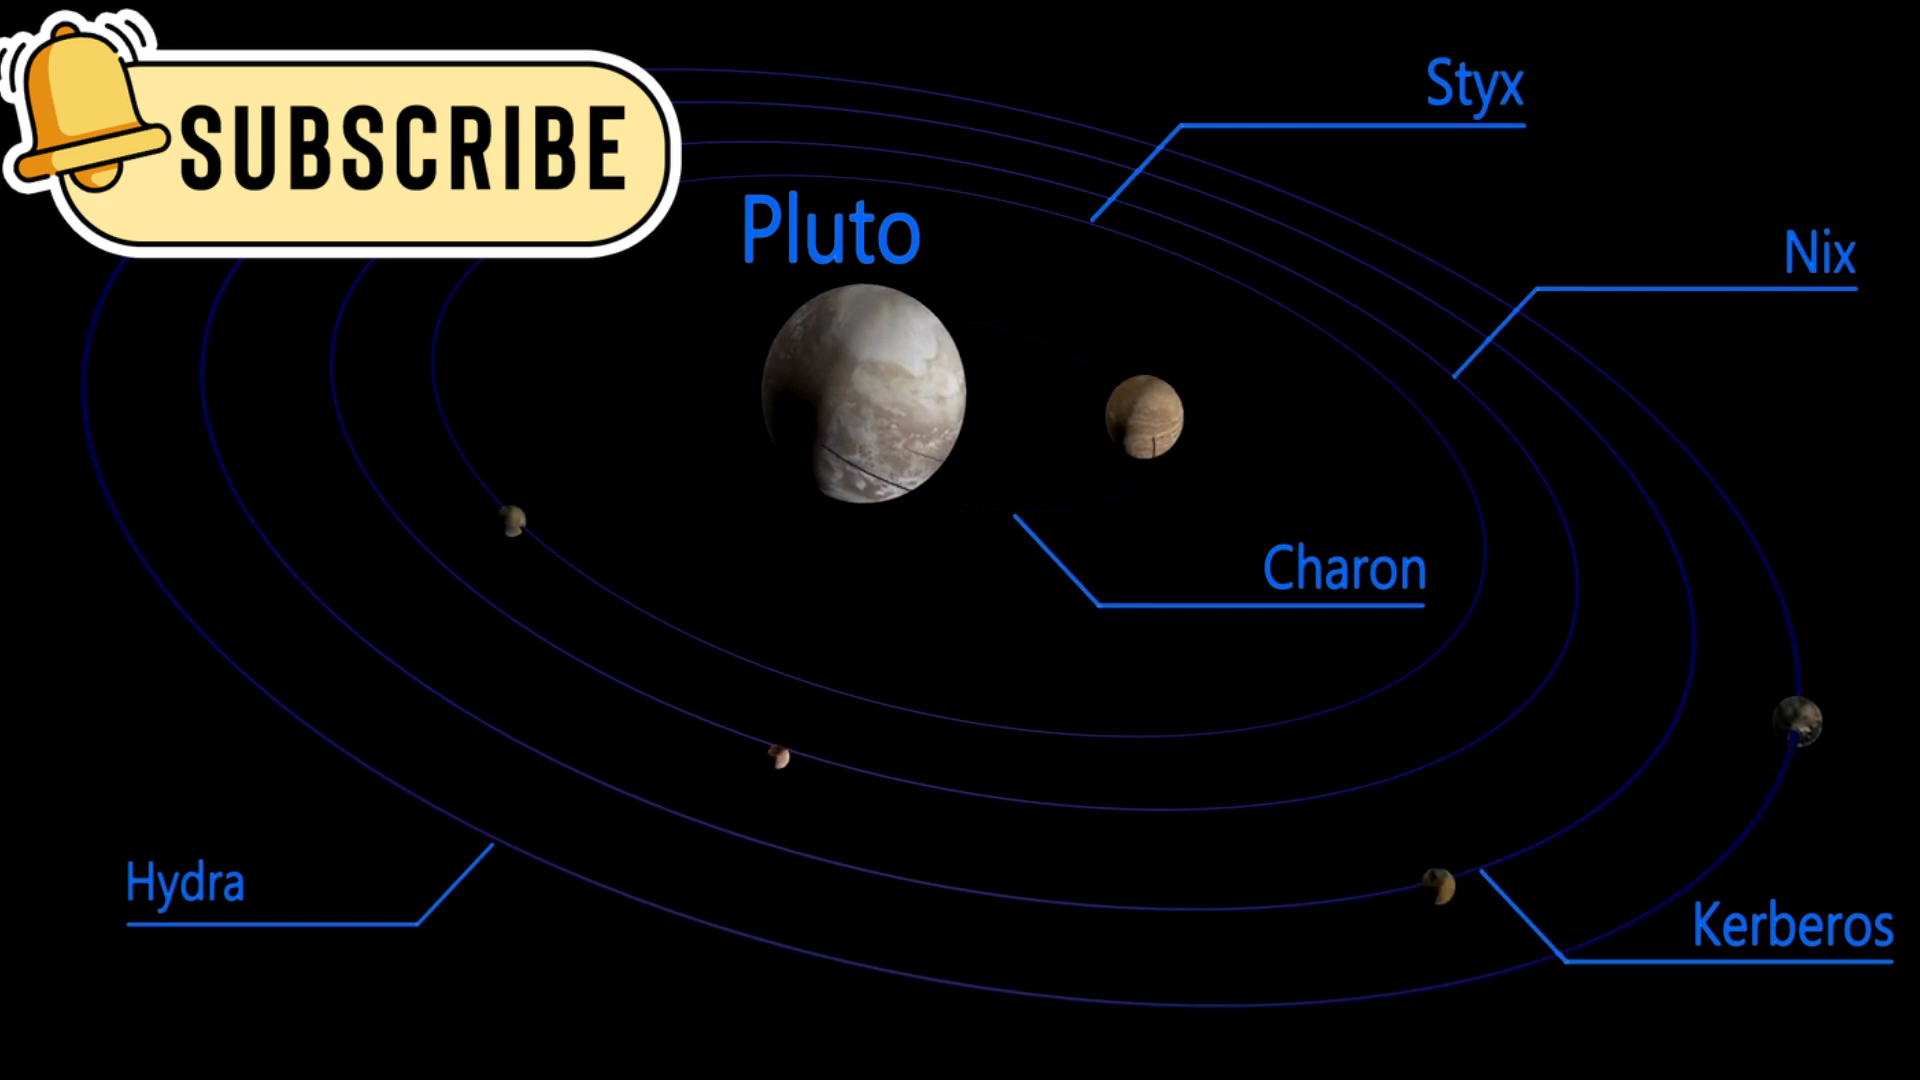 SUBSCRIBE
Styx
Pluto
Nix
Charon
Hydra
Kerberos